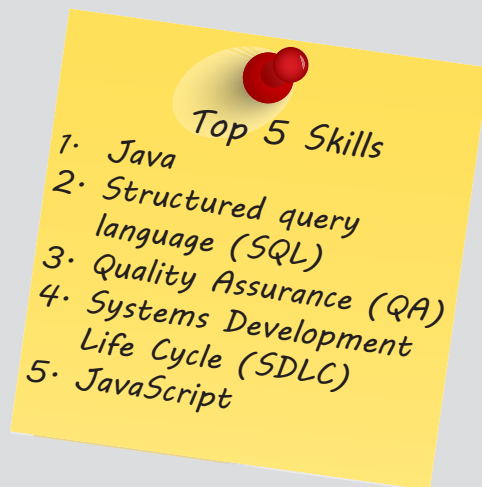 Top 5 Skills
1. Java
2. Structured query
language (SQL)
3. Quality Assurance (QA)
4. Systems Development
Life Cycle (SDLC)
5. JavaScript